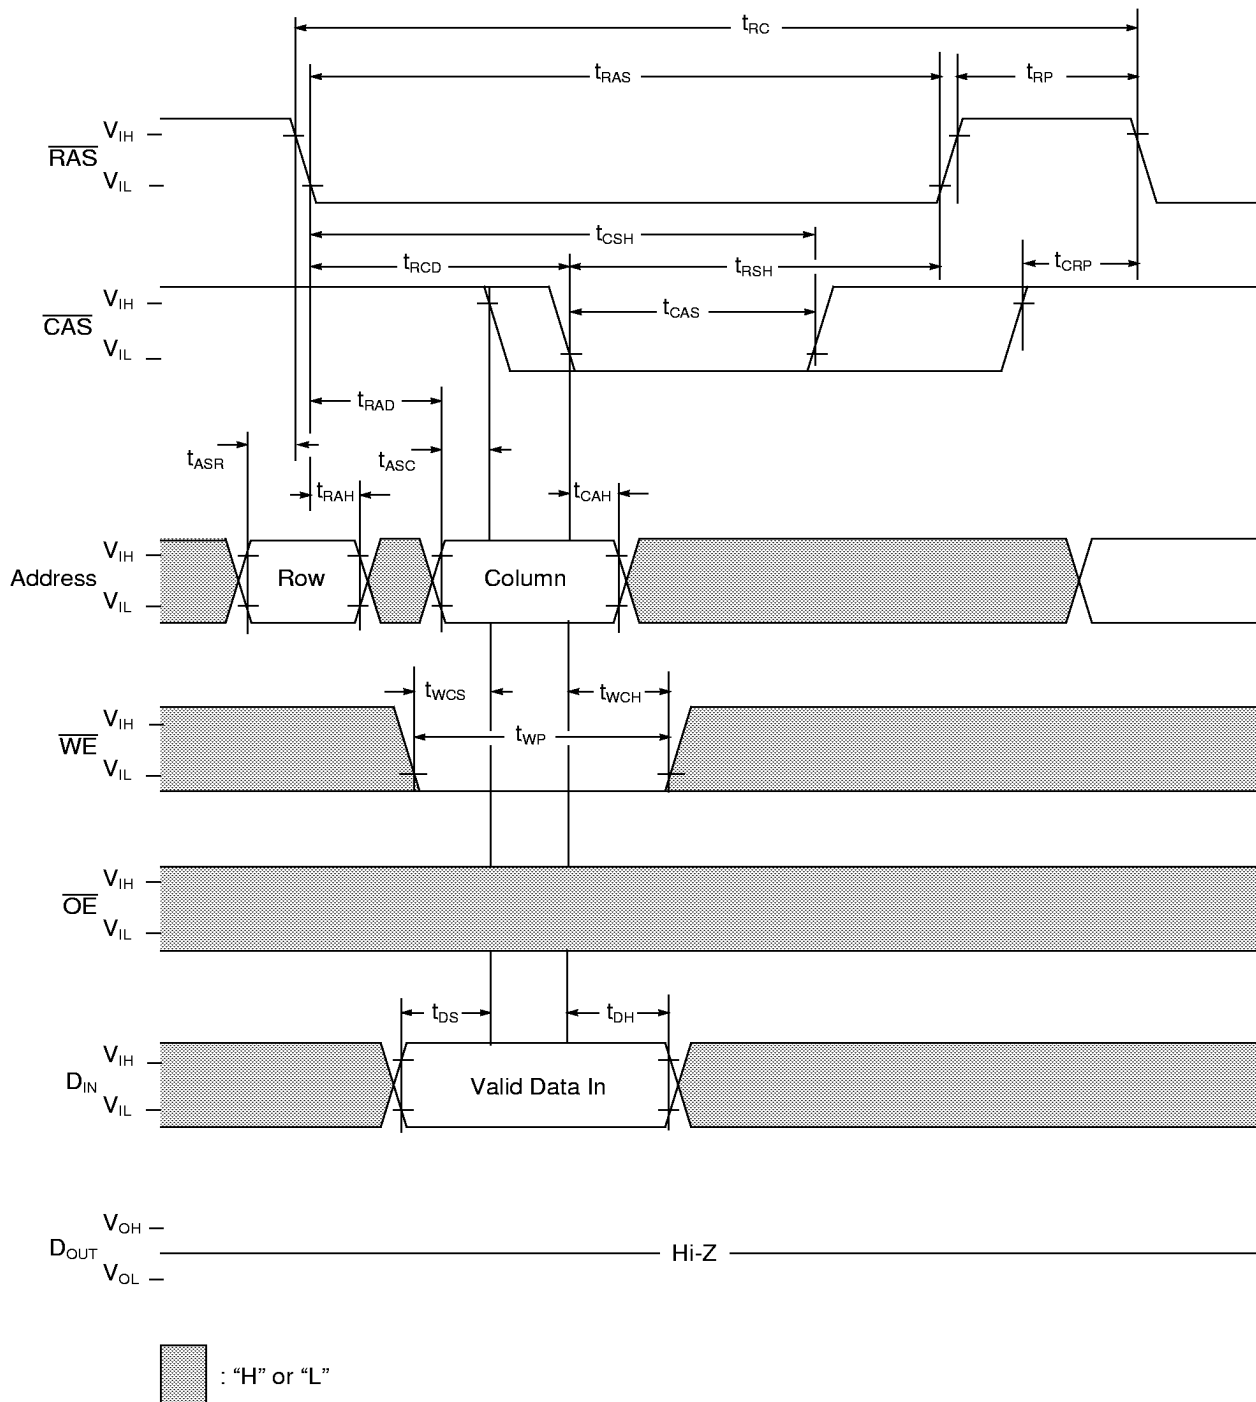 tRC
tRAS
tRP
RAS
VIH
VIL
tCSH
tRCD
tRSH
tCRP
CAS
VIH
VIL
tCAS
tRAD
tASR
tASC
tRAH
tCAH
Address
VIH
VIL
Row
Column
tWCS
tWCH
tWP
WE
VIH
VIL
OE
VIH
VIL
tDS
tDH
DIN
VIH
VIL
Valid Data In
DOUT
VOH
VOL
Hi-Z
: “H” or “L”